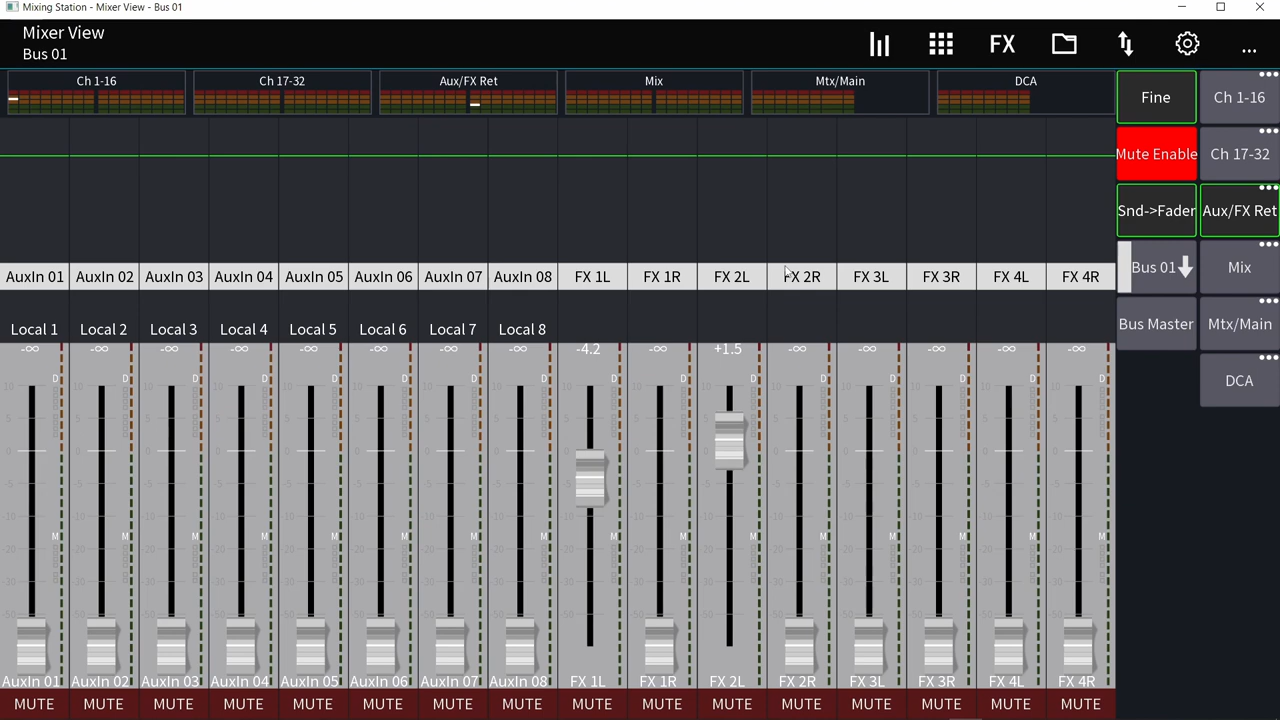 Mixing Station - Mixer View - Bus 01
Mixer View
Bus 01
FX
...
Ch 1-16 Ch 17-32 Aux/FX Ret Mix Mtx/Main DCA
Fine Ch 1-16
Mute Enable Ch 17-32
Snd->Fader Aux/FX Ret
Bus 01 Mix
Bus Master Mtx/Main
DCA
AuxIn 01 AuxIn 02 AuxIn 03 AuxIn 04 AuxIn 05 AuxIn 06 AuxIn 07 AuxIn 08 FX 1L FX 1R FX 2L FX 2R FX 3L FX 3R FX 4L FX 4R
Local 1 Local 2 Local 3 Local 4 Local 5 Local 6 Local 7 Local 8
-∞ -∞ -∞ -∞ -∞ -∞ -∞ -∞ -4.2 -∞ +1.5 -∞ -∞ -∞ -∞ -∞
D D D D D D D D D D D D D D D D
M M M M M M M M M M M M M M M M
AuxIn 01 AuxIn 02 AuxIn 03 AuxIn 04 AuxIn 05 AuxIn 06 AuxIn 07 AuxIn 08 FX 1L FX 1R FX 2L FX 2R FX 3L FX 3R FX 4L FX 4R
MUTE MUTE MUTE MUTE MUTE MUTE MUTE MUTE MUTE MUTE MUTE MUTE MUTE MUTE MUTE MUTE